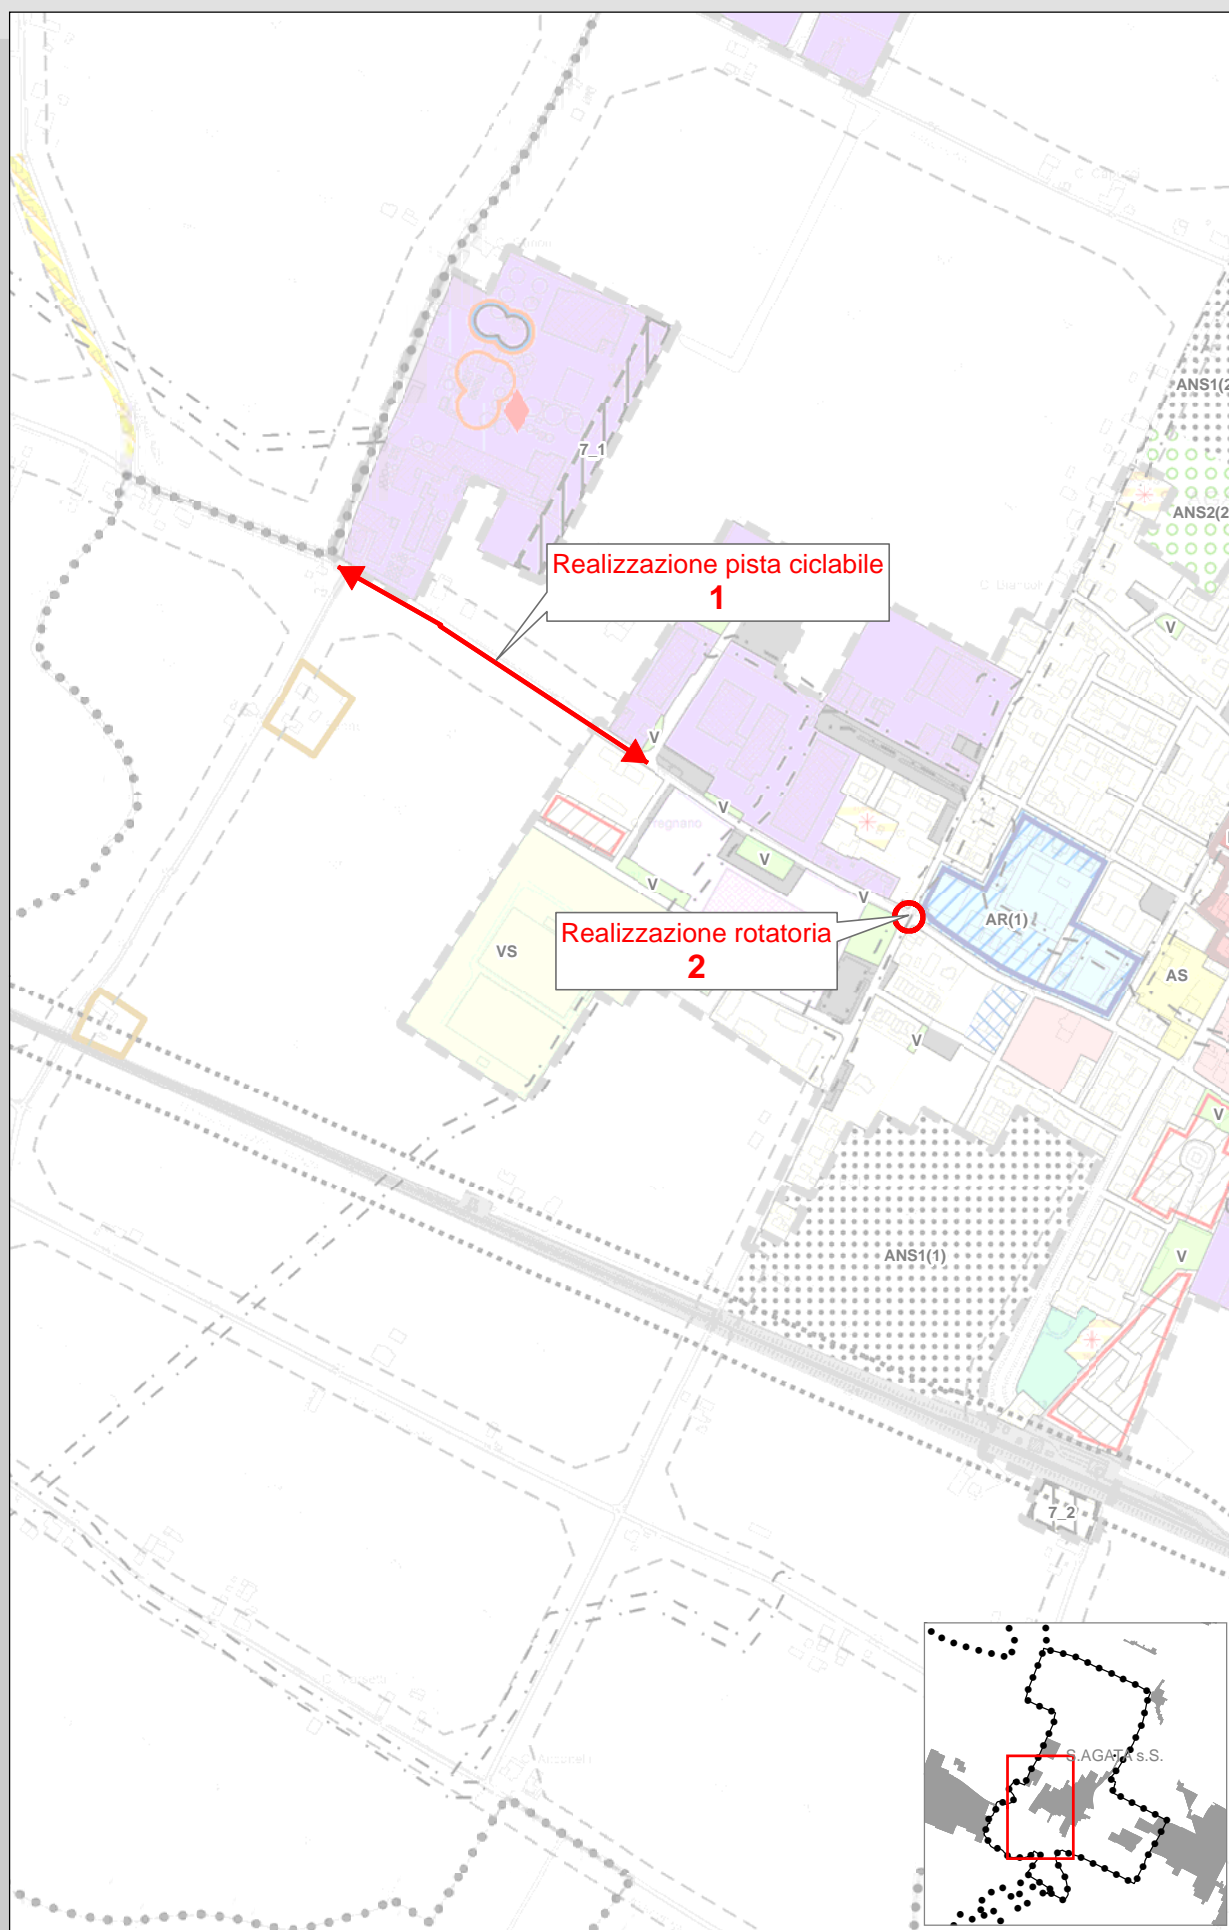 ANS1(2
7_1
ANS2(2
Realizzazione pista ciclabile
1
V
V
V
V
V
V
Realizzazione rotatoria
2
AR(1)
VS
AS
V
V
ANS1(1)
V
7_2
S.AGATA s.S.